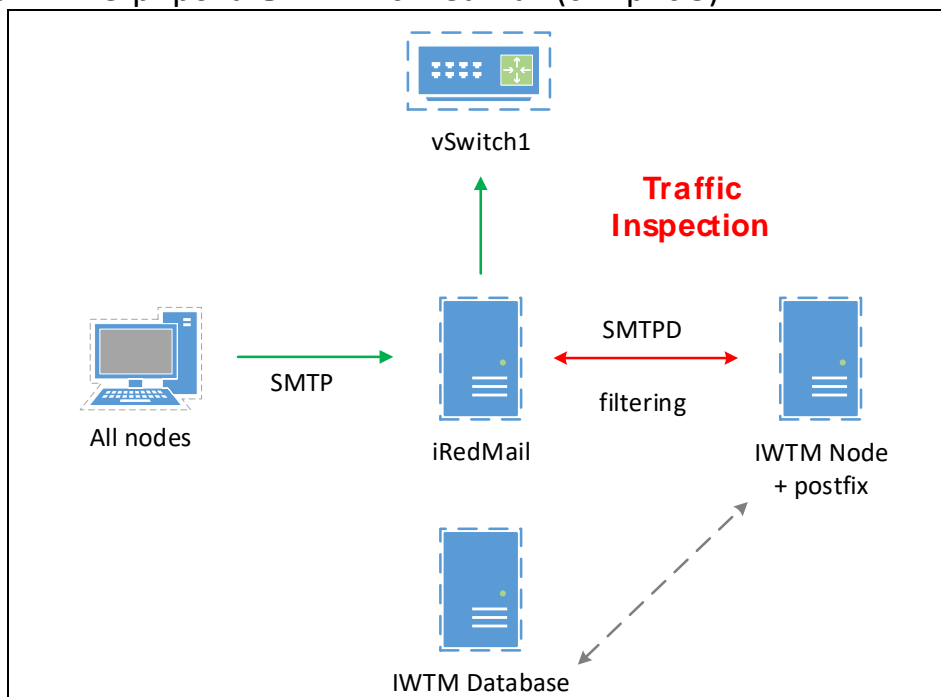 vSwitch1
Traffic
Inspection
SMTP
SMTPD
filtering
All nodes
iRedMail
IWTM Node
+ postfix
IWTM Database